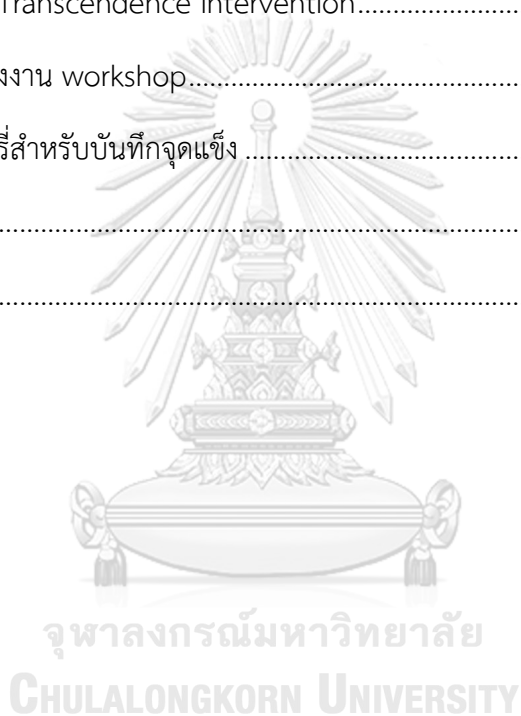 Transcendence Intervention........................
งาน workshop..................................................
สำหรับบันทึกจุดแข็ง ..........................................
................................................................................
................................................................................
จุฬาลงกรณ์มหาวิทยาลัย
CHULALONGKORN UNIVERSITY